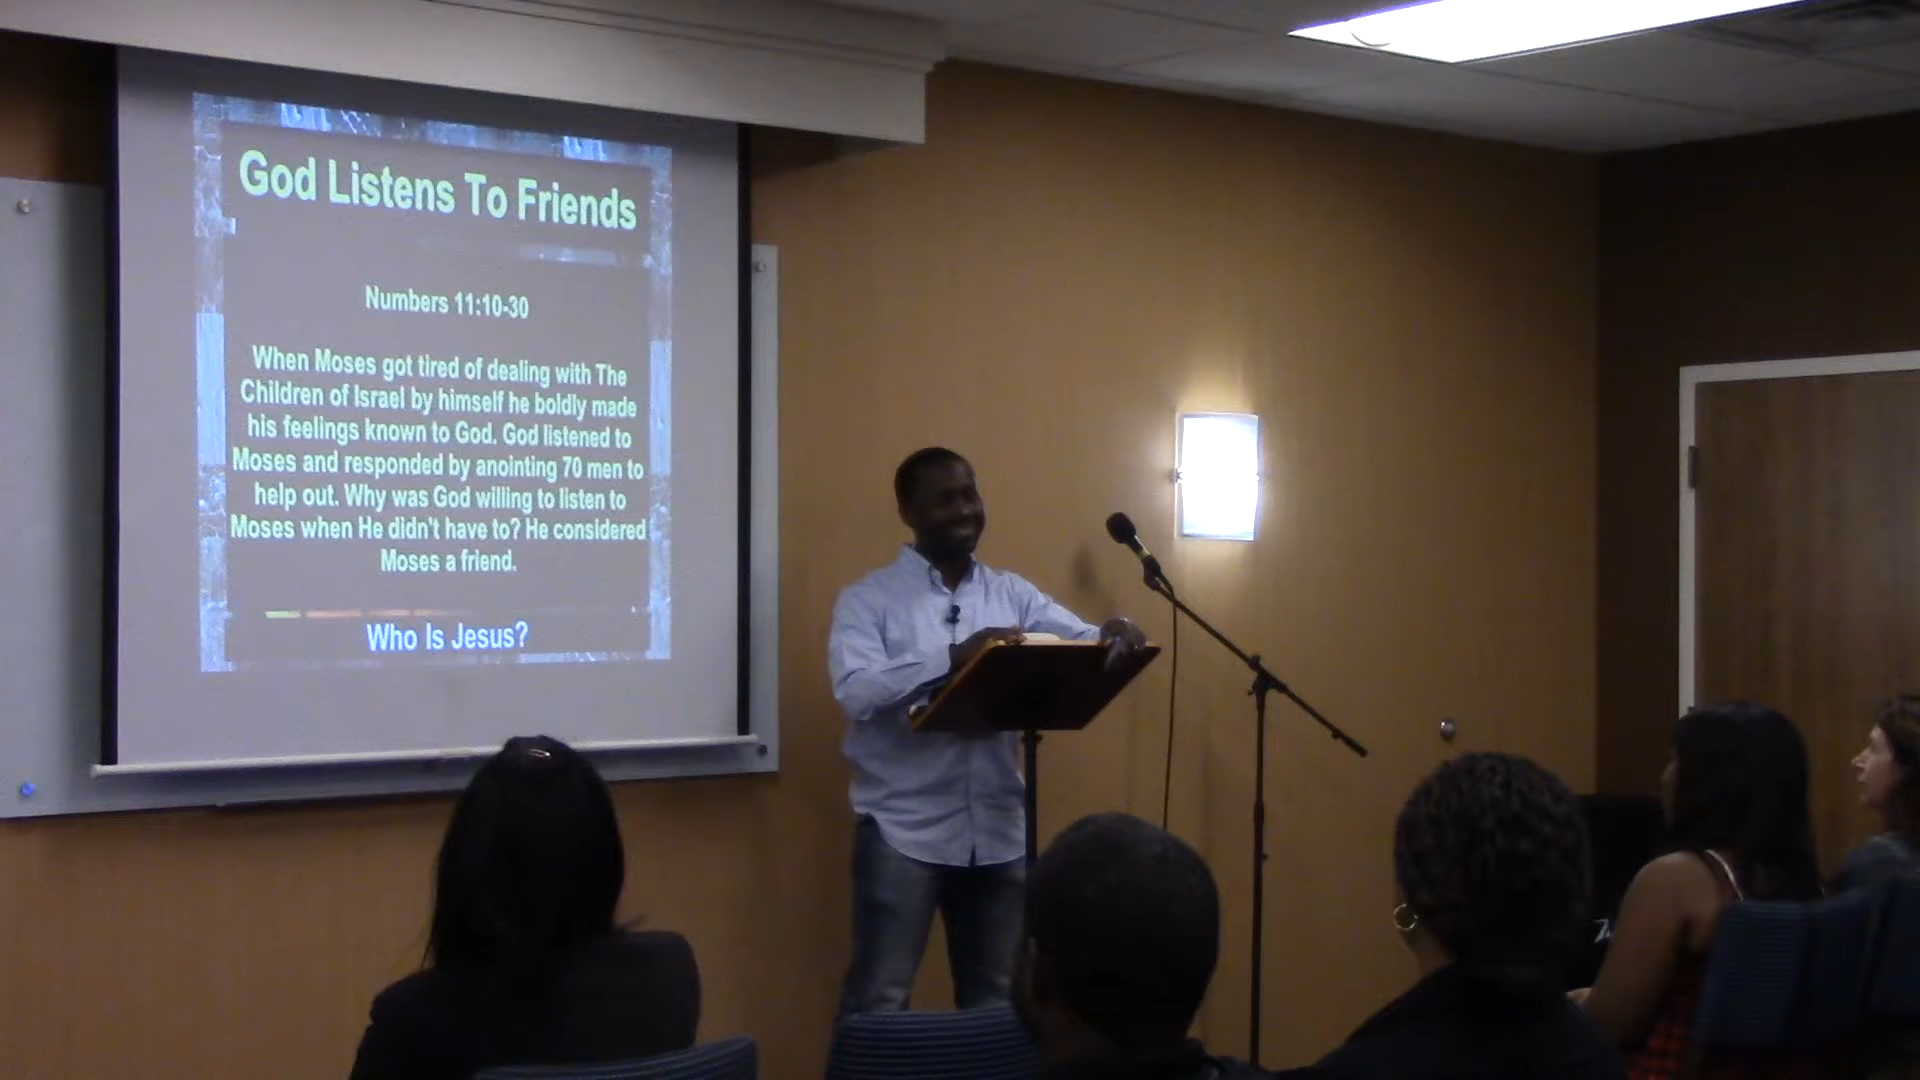 God Listens To Friends
Numbers 11:10-30
When Moses got tired of dealing with The
Children of Israel by himself he boldly made
his feelings known to God. God listened to
Moses and responded by anointing 70 men to
help out. Why was God willing to listen to
Moses when He didn't have to? He considered
Moses a friend.
Who Is Jesus?